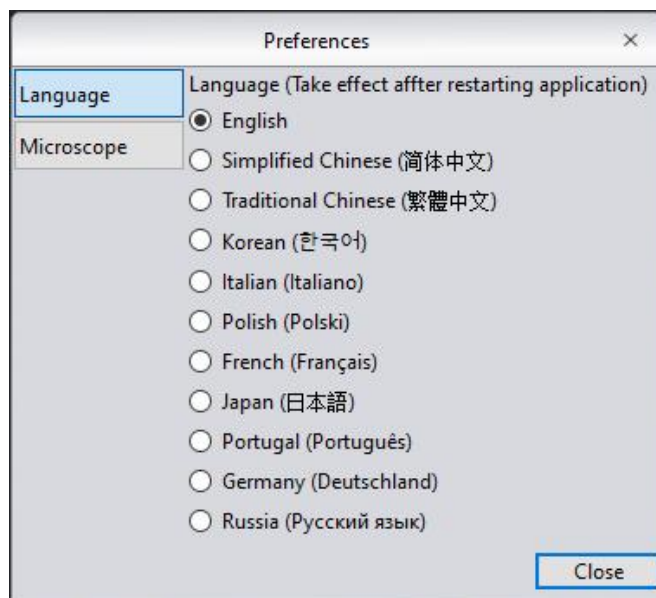 Preferences
Language
Microscope
Language (Take effect affter restarting application)
English
Simplified Chinese (简体中文)
Traditional Chinese (繁體中文)
Korean (한국어)
Italian (Italiano)
Polish (Polski)
French (Français)
Japan (日本語)
Portugal (Português)
Germany (Deutschland)
Russia (Русский язык)
Close